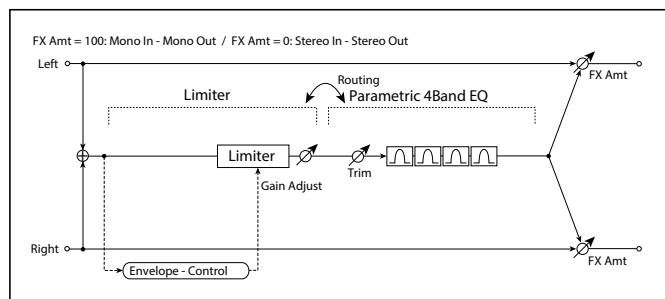 FX Amt = 100: Mono In - Mono Out / FX Amt = 0: Stereo In - Stereo Out
Left
FX Amt
Routing
Limiter
Parametric 4Band EQ
Limiter
Trim
Gain Adjust
Right
FX Amt
Envelope - Control